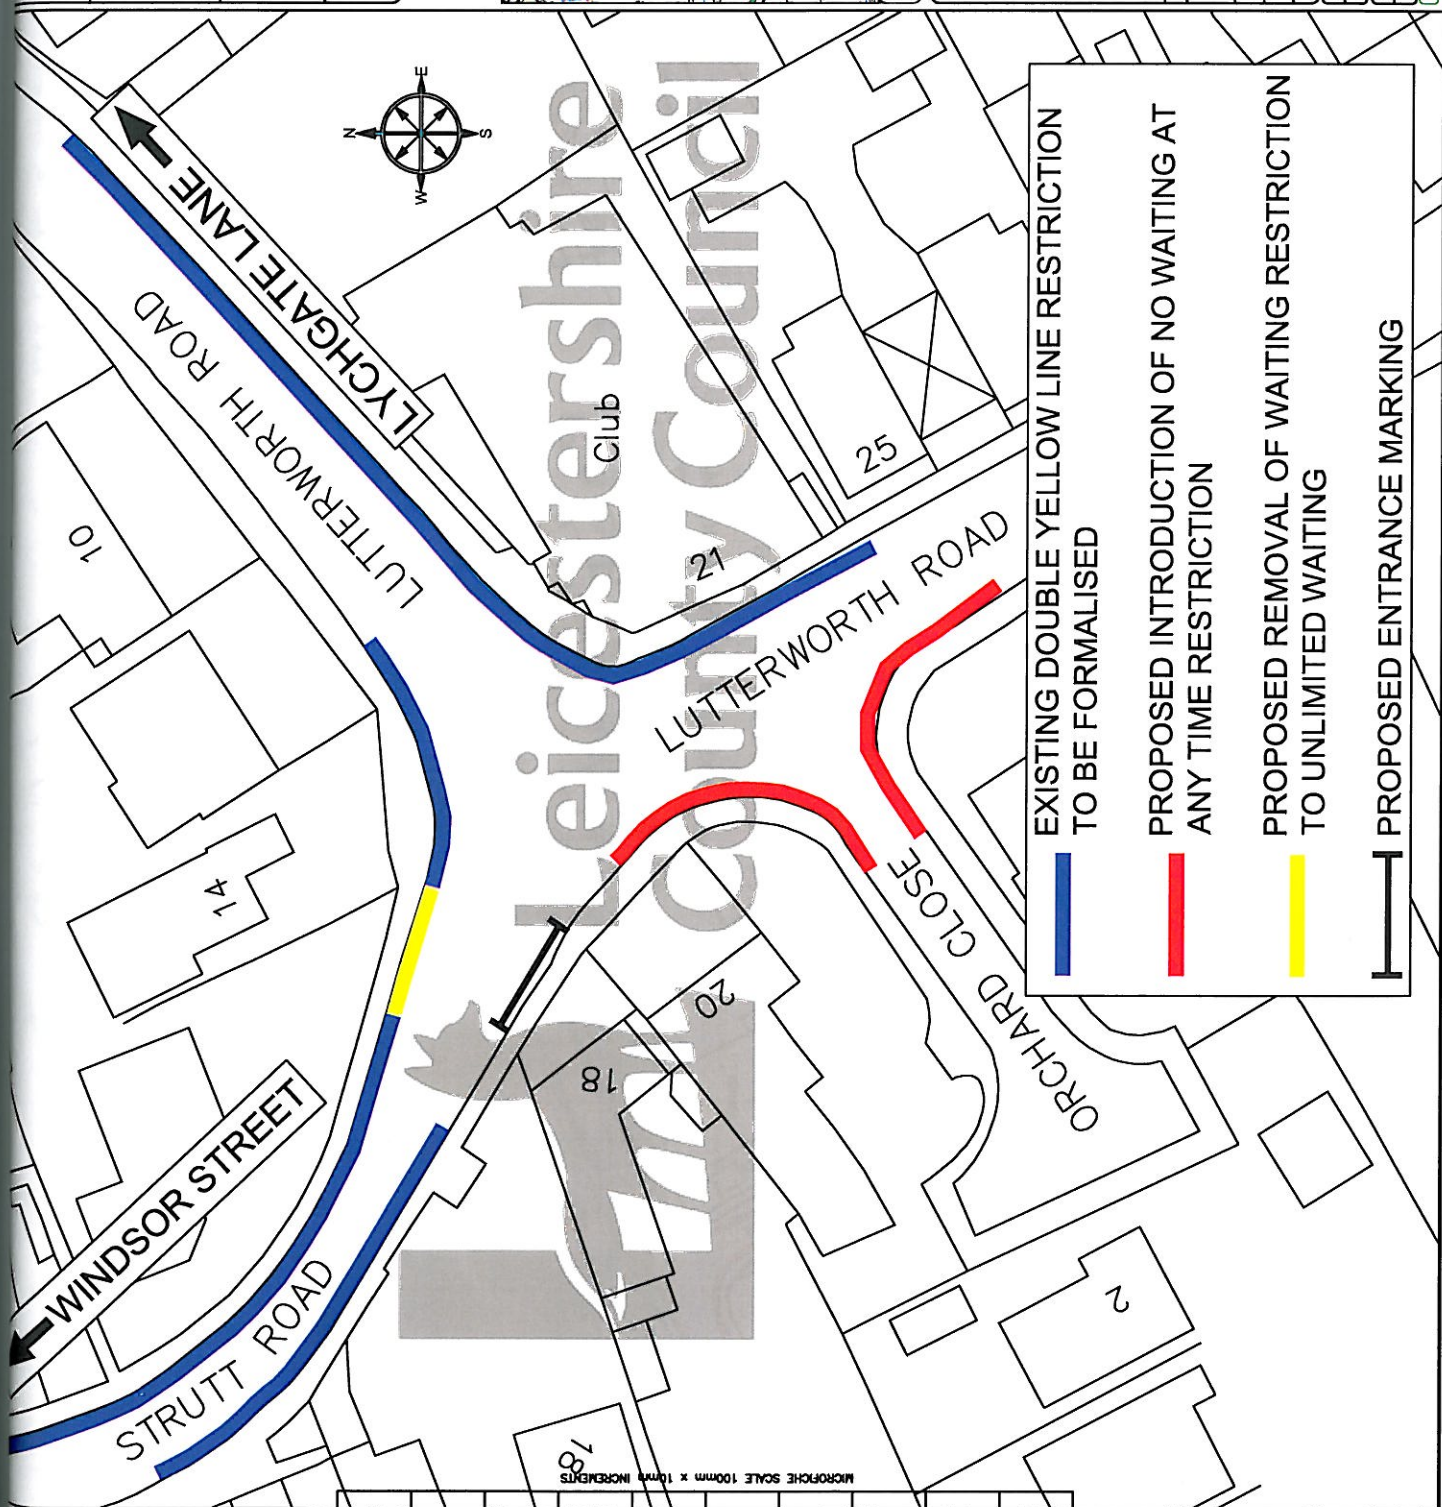 N
E
S
W
LYCHGATE LANE
LUTTERWORTH ROAD
LUTTERWORTH
Leicestershire
County Council
Club
10
14
21
25
LUTTERWORTH ROAD
WINDSOR STREET
STRUTT ROAD
20
18
18
2
ORCHARD CLOSE
EXISTING DOUBLE YELLOW LINE RESTRICTION
TO BE FORMALISED
PROPOSED INTRODUCTION OF NO WAITING AT
ANY TIME RESTRICTION
PROPOSED REMOVAL OF WAITING RESTRICTION
TO UNLIMITED WAITING
PROPOSED ENTRANCE MARKING
MICROFICHE SCALE 100mm x 10mm INCREMENTS